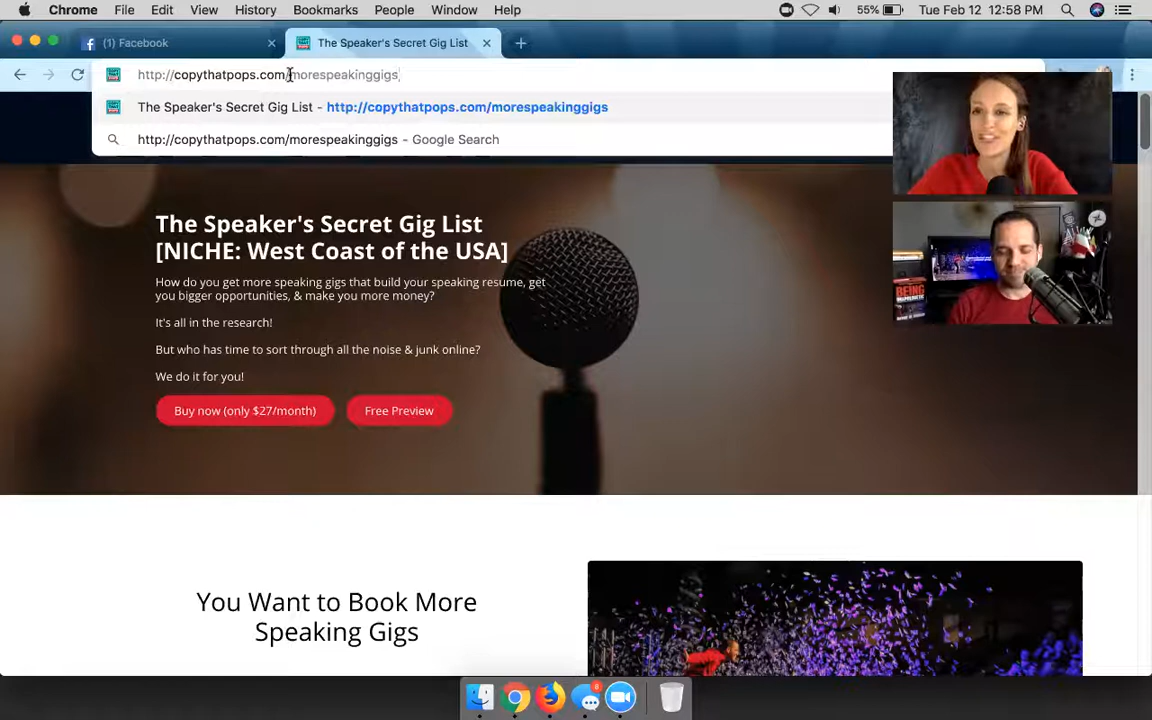 Chrome File Edit View History Bookmarks People Window Help 55% Tue Feb 12 12:58 PM
(1) Facebook
The Speaker's Secret Gig List
http://copythatpops.com/morespeakinggigs
The Speaker's Secret Gig List - http://copythatpops.com/morespeakinggigs
http://copythatpops.com/morespeakinggigs - Google Search
The Speaker's Secret Gig List
[NICHE: West Coast of the USA]
How do you get more speaking gigs that build your speaking resume, get
you bigger opportunities, & make you more money?
It's all in the research!
But who has time to sort through all the noise & junk online?
We do it for you!
Buy now (only $27/month)
Free Preview
BEING
You Want to Book More
Speaking Gigs